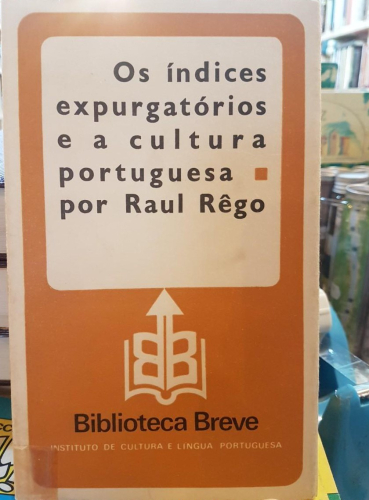 Os índices
expurgatórios
e a cultura
portuguesa ▪
por Raul Rêgo
Biblioteca Breve
INSTITUTO DE CULTURA E LÍNGUA PORTUGUESA